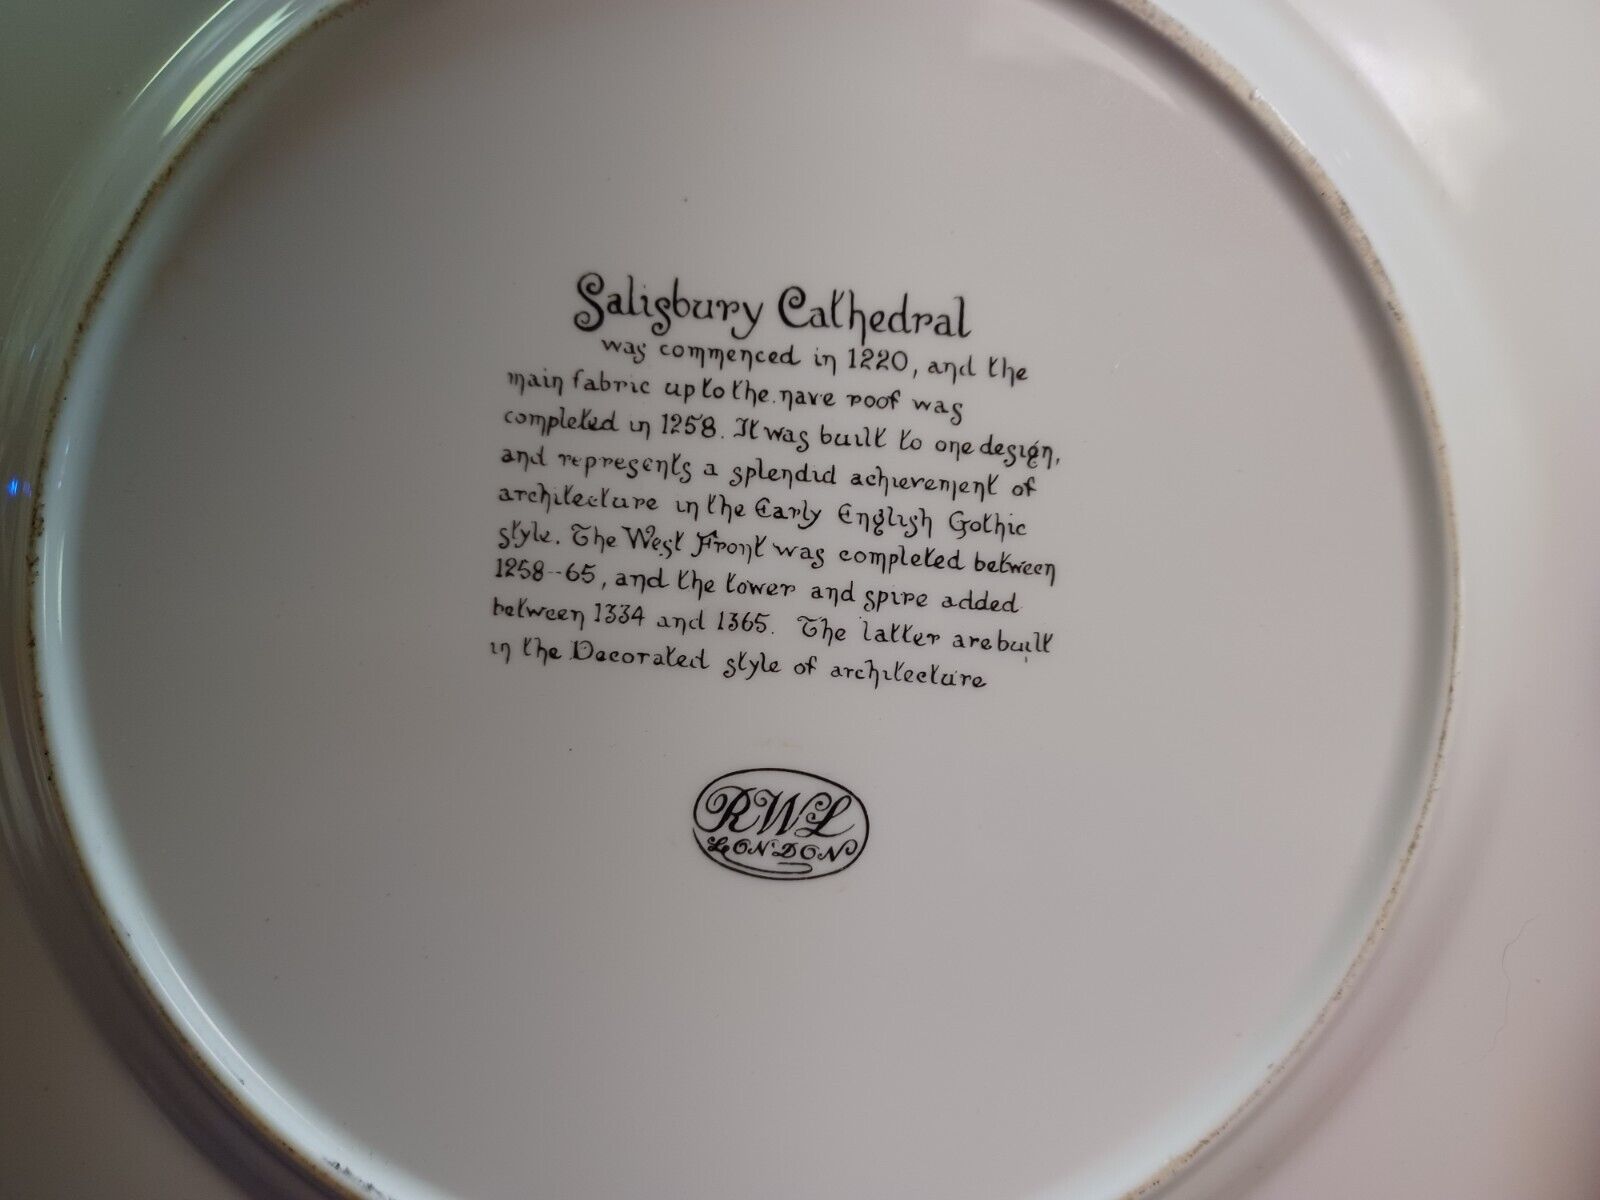 Salisbury Cathedral
was commenced in 1220, and the
main fabric up to the nave roof was
completed in 1258. It was built to one design,
and represents a splendid achievement of
architecture in the Early English Gothic
style. The West Front was completed between
1258--65, and the tower and spire added
between 1334 and 1365. The latter are built
in the Decorated style of architecture
RWL
LONDON